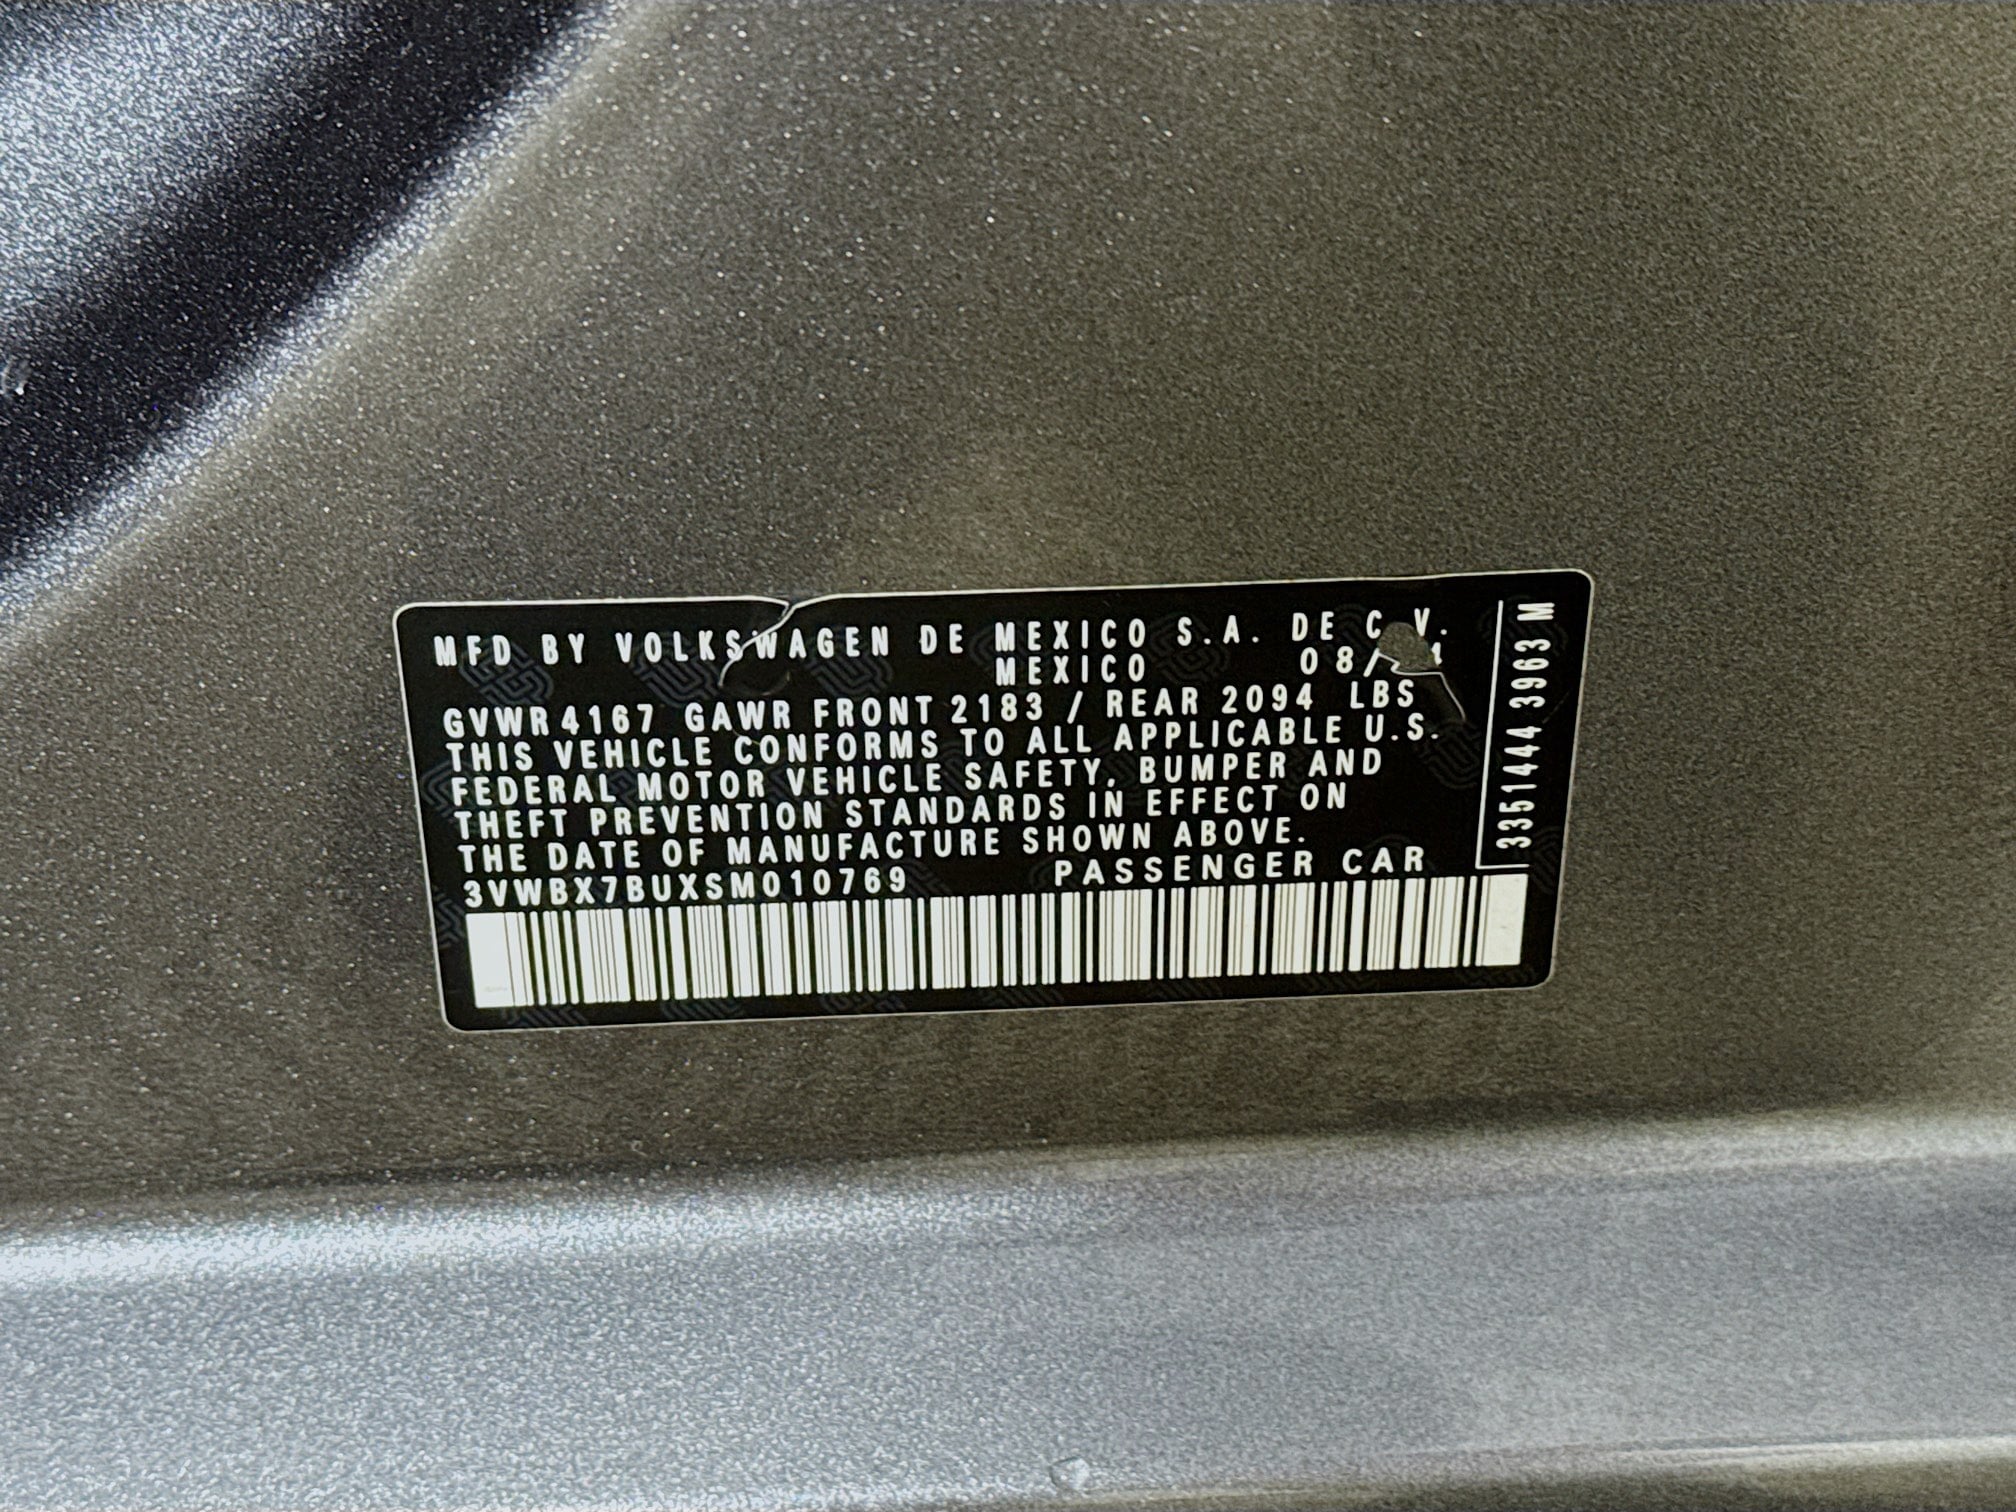 MFD BY VOLKSWAGEN DE MEXICO S.A. DE C.V.
MEXICO 08/
GVWR 4167 GAWR FRONT 2183 / REAR 2094 LBS
THIS VEHICLE CONFORMS TO ALL APPLICABLE U.S.
FEDERAL MOTOR VEHICLE SAFETY, BUMPER AND
THEFT PREVENTION STANDARDS IN EFFECT ON
THE DATE OF MANUFACTURE SHOWN ABOVE.
3VWBX7BUXSM010769 PASSENGER CAR
3351444 3963 M